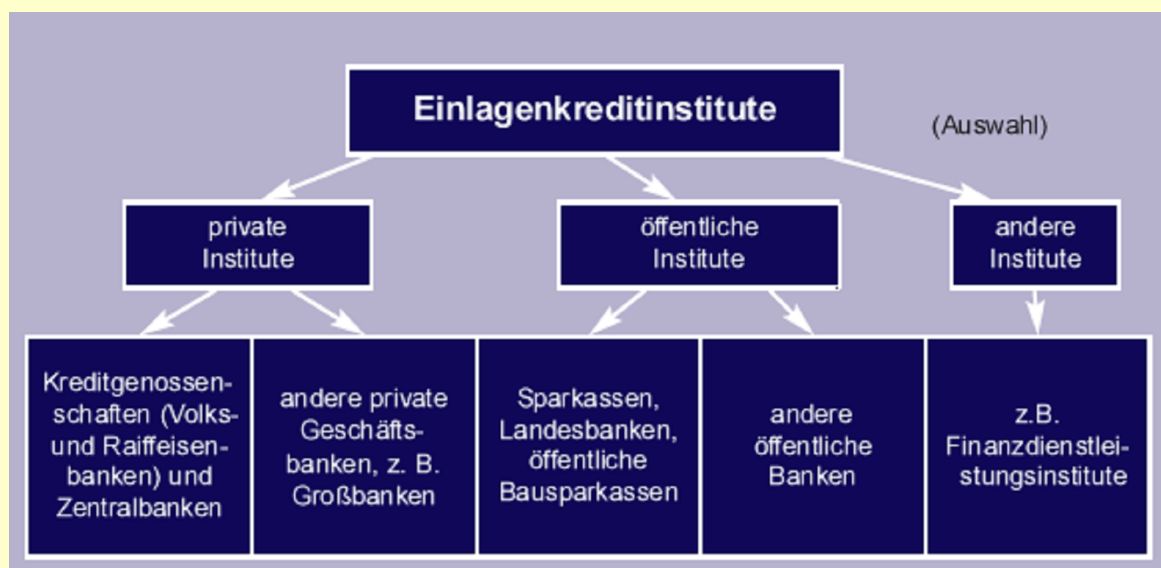 Einlagenkreditinstitute
(Auswahl)
private
Institute
öffentliche
Institute
andere
Institute
Kreditgenossen-
schaften (Volks-
und Raiffeisen-
banken) und
Zentralbanken
andere private
Geschäfts-
banken, z. B.
Großbanken
Sparkassen,
Landesbanken,
öffentliche
Bausparkassen
andere
öffentliche
Banken
z.B.
Finanzdienstlei-
stungsinstitute